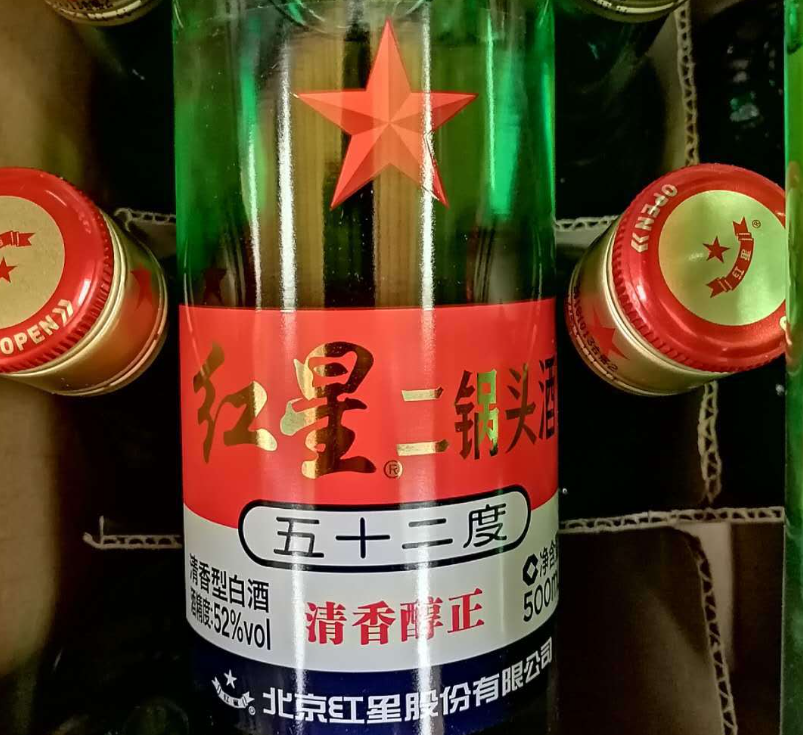 OPEN»
OPEN»
红星®二锅头酒
五十二度
清香型白酒
酒精度:52%vol
清香醇正
净含
500m
北京红星股份有限公司